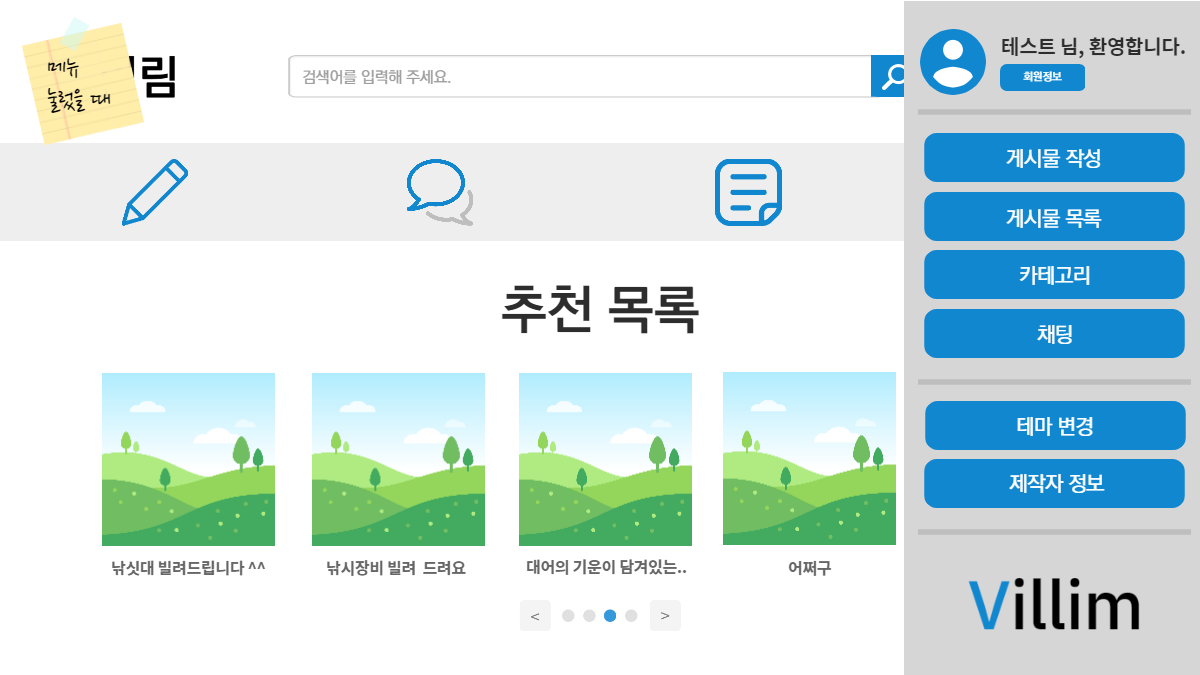 메뉴
눌렀을 때
림
검색어를 입력해 주세요.
테스트 님, 환영합니다.
회원정보
게시물 작성
게시물 목록
카테고리
채팅
테마 변경
제작자 정보
Villim
추천 목록
낚싯대 빌려드립니다 ^^
낚시장비 빌려 드려요
대어의 기운이 담겨있는..
어쩌구
< >